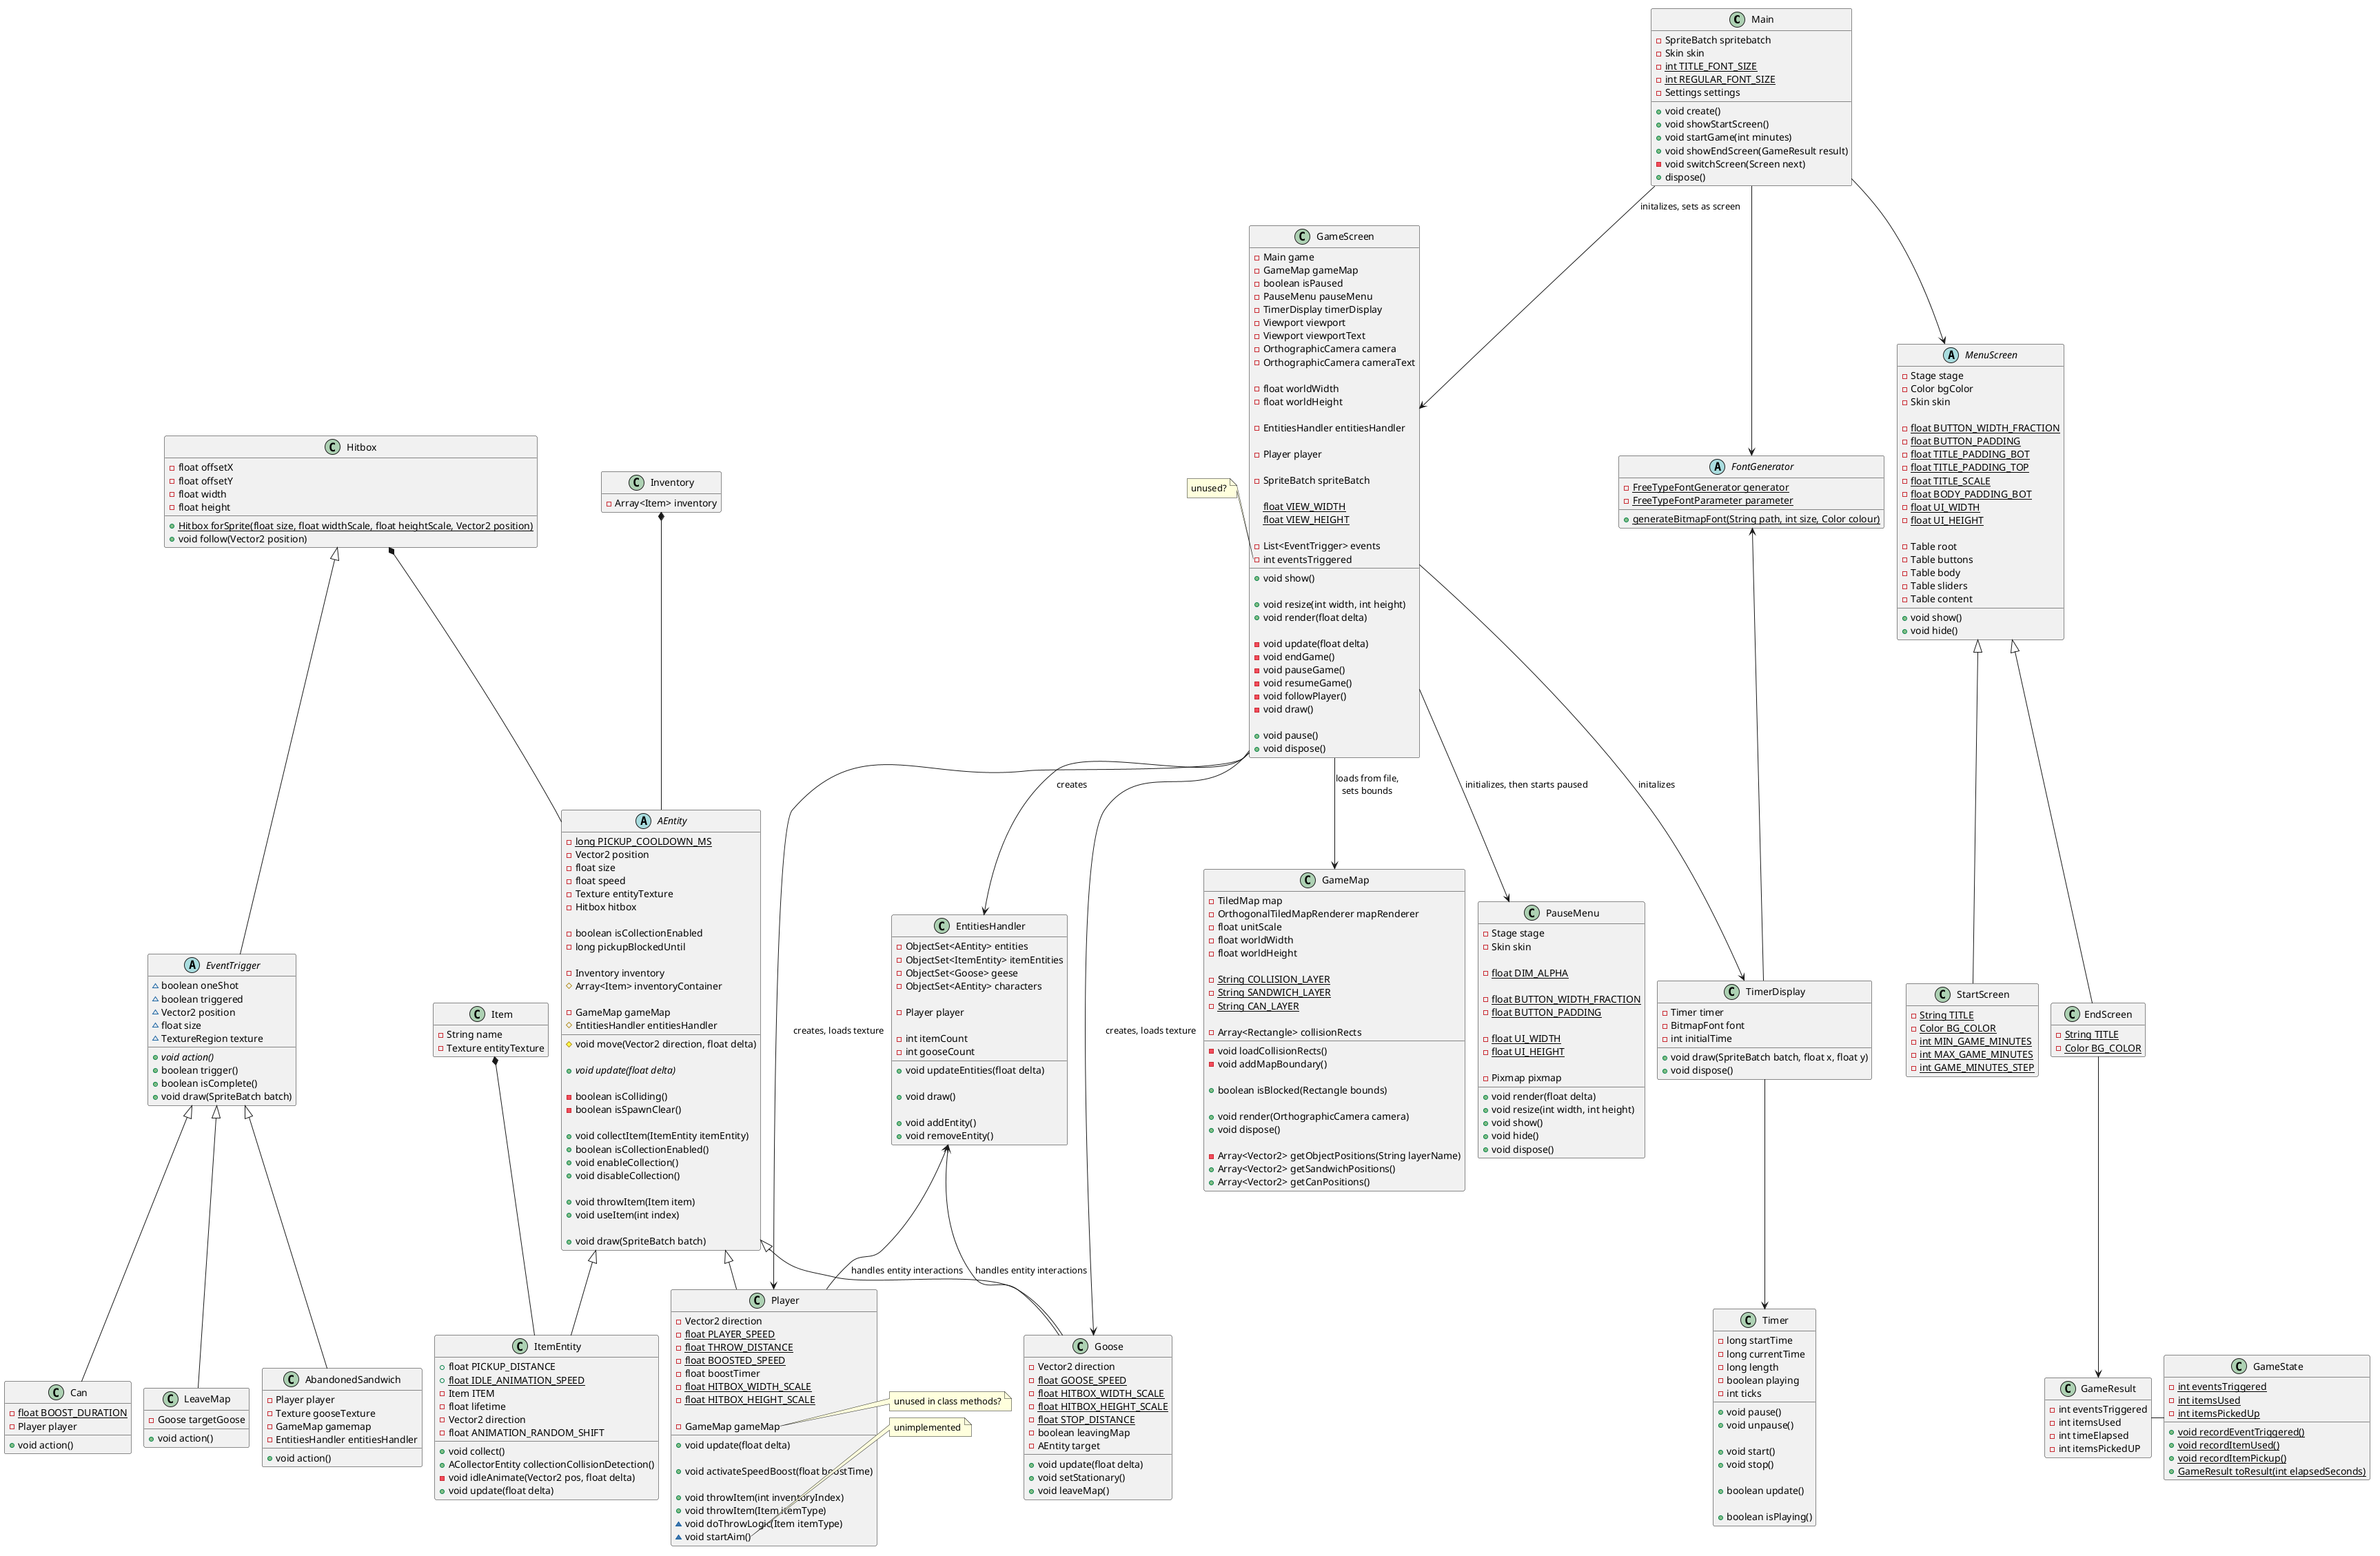 Main
SpriteBatch spritebatch
Skin skin
int TITLE_FONT_SIZE
int REGULAR_FONT_SIZE
Settings settings
void create()
void showStartScreen()
void startGame(int minutes)
void showEndScreen(GameResult result)
void switchScreen(Screen next)
dispose()
initalizes, sets as screen
GameScreen
Main game
GameMap gameMap
boolean isPaused
PauseMenu pauseMenu
TimerDisplay timerDisplay
Viewport viewport
Viewport viewportText
OrthographicCamera camera
OrthographicCamera cameraText
float worldWidth
float worldHeight
EntitiesHandler entitiesHandler
Player player
SpriteBatch spriteBatch
float VIEW_WIDTH
float VIEW_HEIGHT
List<EventTrigger> events
int eventsTriggered
void show()
void resize(int width, int height)
void render(float delta)
void update(float delta)
void endGame()
void pauseGame()
void resumeGame()
void followPlayer()
void draw()
void pause()
void dispose()
unused?
MenuScreen
Stage stage
Color bgColor
Skin skin
float BUTTON_WIDTH_FRACTION
float BUTTON_PADDING
float TITLE_PADDING_BOT
float TITLE_PADDING_TOP
float TITLE_SCALE
float BODY_PADDING_BOT
float UI_WIDTH
float UI_HEIGHT
Table root
Table buttons
Table body
Table sliders
Table content
void show()
void hide()
FontGenerator
FreeTypeFontGenerator generator
FreeTypeFontParameter parameter
generateBitmapFont(String path, int size, Color colour)
Hitbox
float offsetX
float offsetY
float width
float height
Hitbox forSprite(float size, float widthScale, float heightScale, Vector2 position)
void follow(Vector2 position)
Inventory
Array<Item> inventory
creates
loads from file,
sets bounds
initializes, then starts paused
initalizes
creates, loads texture
creates, loads texture
AEntity
long PICKUP_COOLDOWN_MS
Vector2 position
float size
float speed
Texture entityTexture
Hitbox hitbox
boolean isCollectionEnabled
long pickupBlockedUntil
Inventory inventory
Array<Item> inventoryContainer
GameMap gameMap
EntitiesHandler entitiesHandler
void move(Vector2 direction, float delta)
void update(float delta)
boolean isColliding()
boolean isSpawnClear()
void collectItem(ItemEntity itemEntity)
boolean isCollectionEnabled()
void enableCollection()
void disableCollection()
void throwItem(Item item)
void useItem(int index)
void draw(SpriteBatch batch)
EntitiesHandler
ObjectSet<AEntity> entities
ObjectSet<ItemEntity> itemEntities
ObjectSet<Goose> geese
ObjectSet<AEntity> characters
Player player
int itemCount
int gooseCount
void updateEntities(float delta)
void draw()
void addEntity()
void removeEntity()
GameMap
TiledMap map
OrthogonalTiledMapRenderer mapRenderer
float unitScale
float worldWidth
float worldHeight
String COLLISION_LAYER
String SANDWICH_LAYER
String CAN_LAYER
Array<Rectangle> collisionRects
void loadCollisionRects()
void addMapBoundary()
boolean isBlocked(Rectangle bounds)
void render(OrthographicCamera camera)
void dispose()
Array<Vector2> getObjectPositions(String layerName)
Array<Vector2> getSandwichPositions()
Array<Vector2> getCanPositions()
PauseMenu
Stage stage
Skin skin
float DIM_ALPHA
float BUTTON_WIDTH_FRACTION
float BUTTON_PADDING
float UI_WIDTH
float UI_HEIGHT
Pixmap pixmap
void render(float delta)
void resize(int width, int height)
void show()
void hide()
void dispose()
TimerDisplay
Timer timer
BitmapFont font
int initialTime
void draw(SpriteBatch batch, float x, float y)
void dispose()
StartScreen
String TITLE
Color BG_COLOR
int MIN_GAME_MINUTES
int MAX_GAME_MINUTES
int GAME_MINUTES_STEP
EndScreen
String TITLE
Color BG_COLOR
EventTrigger
boolean oneShot
boolean triggered
Vector2 position
float size
TextureRegion texture
void action()
boolean trigger()
boolean isComplete()
void draw(SpriteBatch batch)
Item
String name
Texture entityTexture
handles entity interactions
handles entity interactions
Can
float BOOST_DURATION
Player player
void action()
LeaveMap
Goose targetGoose
void action()
AbandonedSandwich
Player player
Texture gooseTexture
GameMap gamemap
EntitiesHandler entitiesHandler
void action()
ItemEntity
float PICKUP_DISTANCE
float IDLE_ANIMATION_SPEED
Item ITEM
float lifetime
Vector2 direction
float ANIMATION_RANDOM_SHIFT
void collect()
ACollectorEntity collectionCollisionDetection()
void idleAnimate(Vector2 pos, float delta)
void update(float delta)
Player
Vector2 direction
float PLAYER_SPEED
float THROW_DISTANCE
float BOOSTED_SPEED
float boostTimer
float HITBOX_WIDTH_SCALE
float HITBOX_HEIGHT_SCALE
GameMap gameMap
void update(float delta)
void activateSpeedBoost(float boostTime)
void throwItem(int inventoryIndex)
void throwItem(Item itemType)
void doThrowLogic(Item itemType)
void startAim()
unused in class methods?
unimplemented
Goose
Vector2 direction
float GOOSE_SPEED
float HITBOX_WIDTH_SCALE
float HITBOX_HEIGHT_SCALE
float STOP_DISTANCE
boolean leavingMap
AEntity target
void update(float delta)
void setStationary()
void leaveMap()
Timer
long startTime
long currentTime
long length
boolean playing
int ticks
void pause()
void unpause()
void start()
void stop()
boolean update()
boolean isPlaying()
GameResult
int eventsTriggered
int itemsUsed
int timeElapsed
int itemsPickedUP
GameState
int eventsTriggered
int itemsUsed
int itemsPickedUp
void recordEventTriggered()
void recordItemUsed()
void recordItemPickup()
GameResult toResult(int elapsedSeconds)